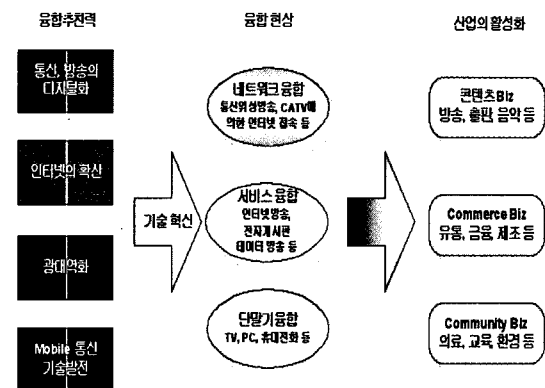 융합추진력
융합 현상
산업의 활성화
통신, 방송의
디지털화
인터넷의 확산
광대역화
Mobile 통신
기술발전
기술 혁신
네트워크 융합
통신위성방송, CATV에
의한 인터넷 접속 등
서비스 융합
인터넷방송,
전자게시판
데이터 방송 등
단말기융합
TV, PC, 휴대전화 등
콘텐츠Biz
방송, 출판 음악 등
Commerce Biz
유통, 금융, 제조 등
Community Biz
의료, 교육, 환경 등